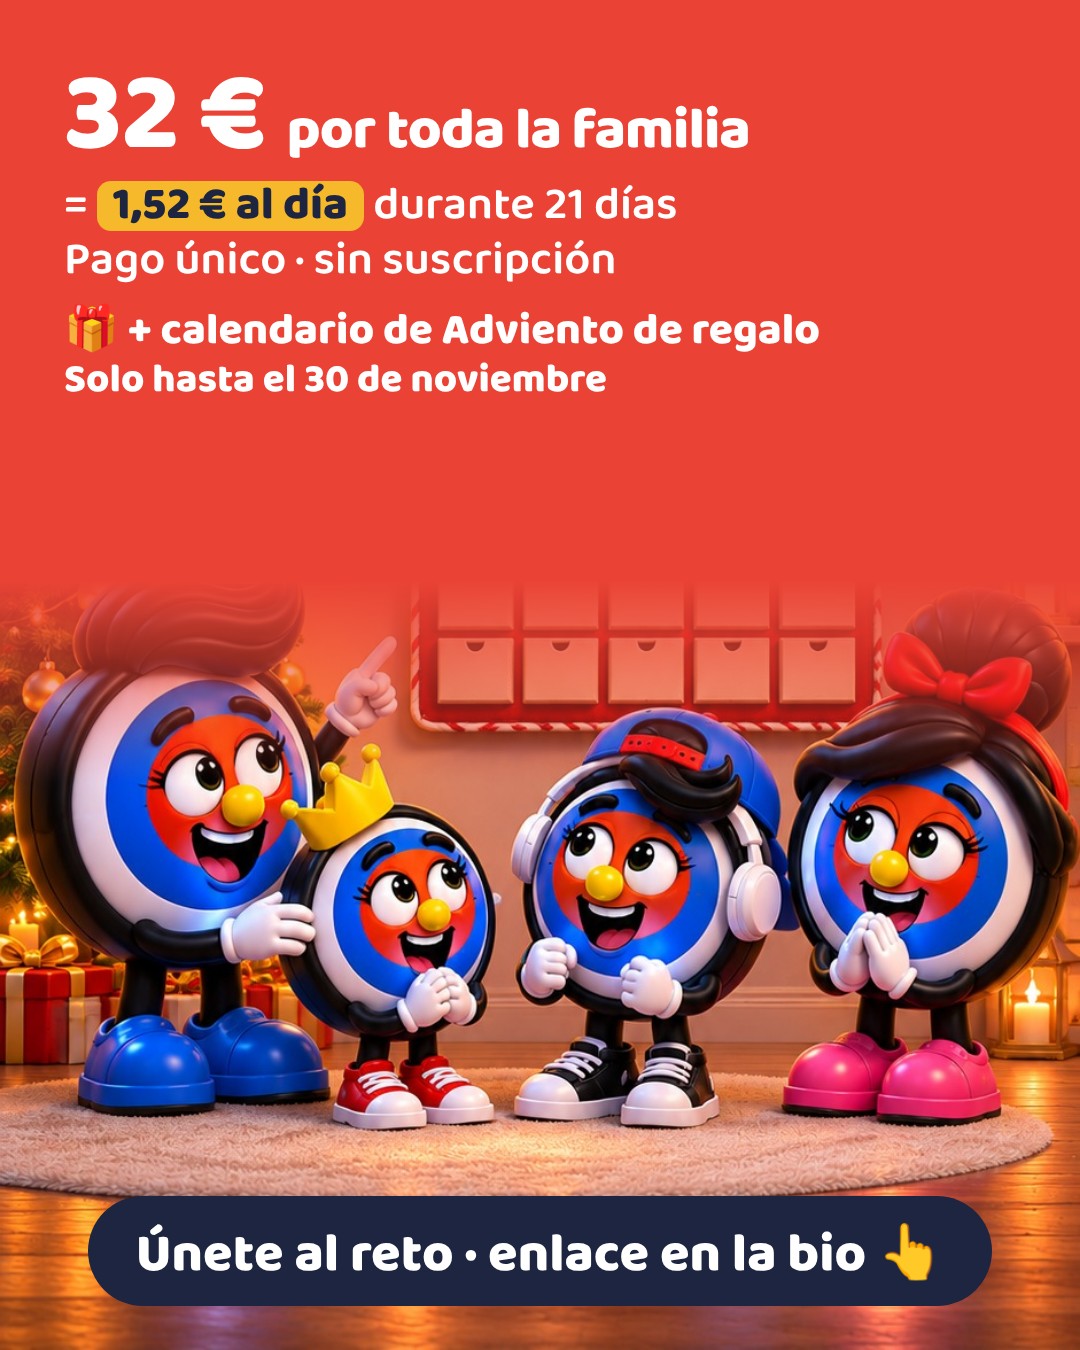 32 € por toda la familia
= 1,52 € al día durante 21 días
Pago único · sin suscripción
🎁 + calendario de Adviento de regalo
Solo hasta el 30 de noviembre
Únete al reto · enlace en la bio 👆